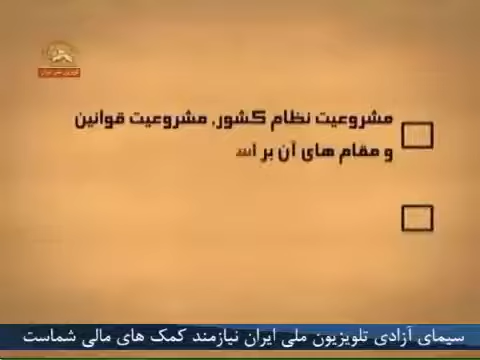 مشروعیت نظام کشور، مشروعیت قوانین
و مقام های آن بر اس
سیمای آزادی تلویزیون ملی ایران نیازمند کمک های مالی شماست